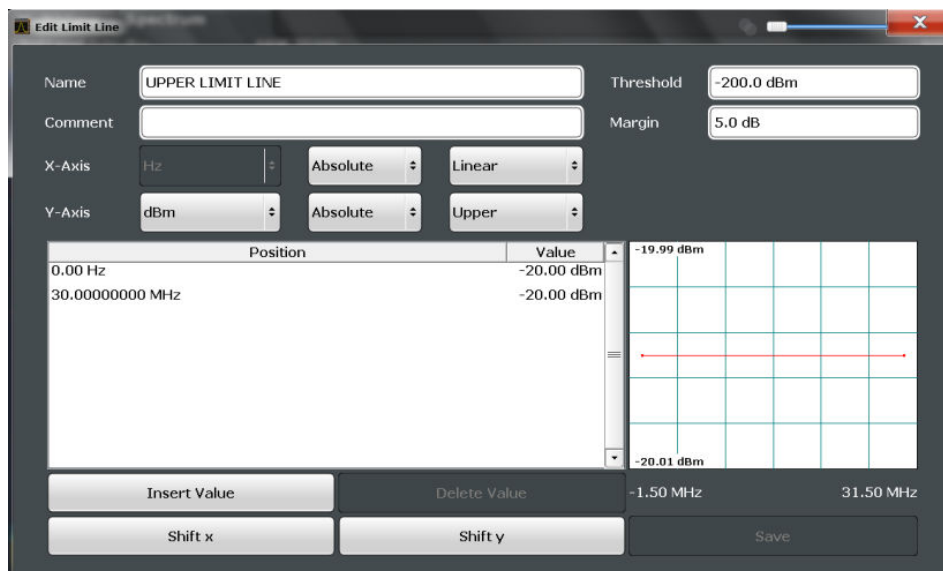 Spectrum
Edit Limit Line
Name UPPER LIMIT LINE Threshold -200.0 dBm
Comment Margin 5.0 dB
X-Axis Hz Absolute Linear
Y-Axis dBm Absolute Upper
Position Value
0.00 Hz -20.00 dBm
30.00000000 MHz -20.00 dBm
-19.99 dBm
-20.01 dBm
Insert Value Delete Value -1.50 MHz 31.50 MHz
Shift x Shift y Save